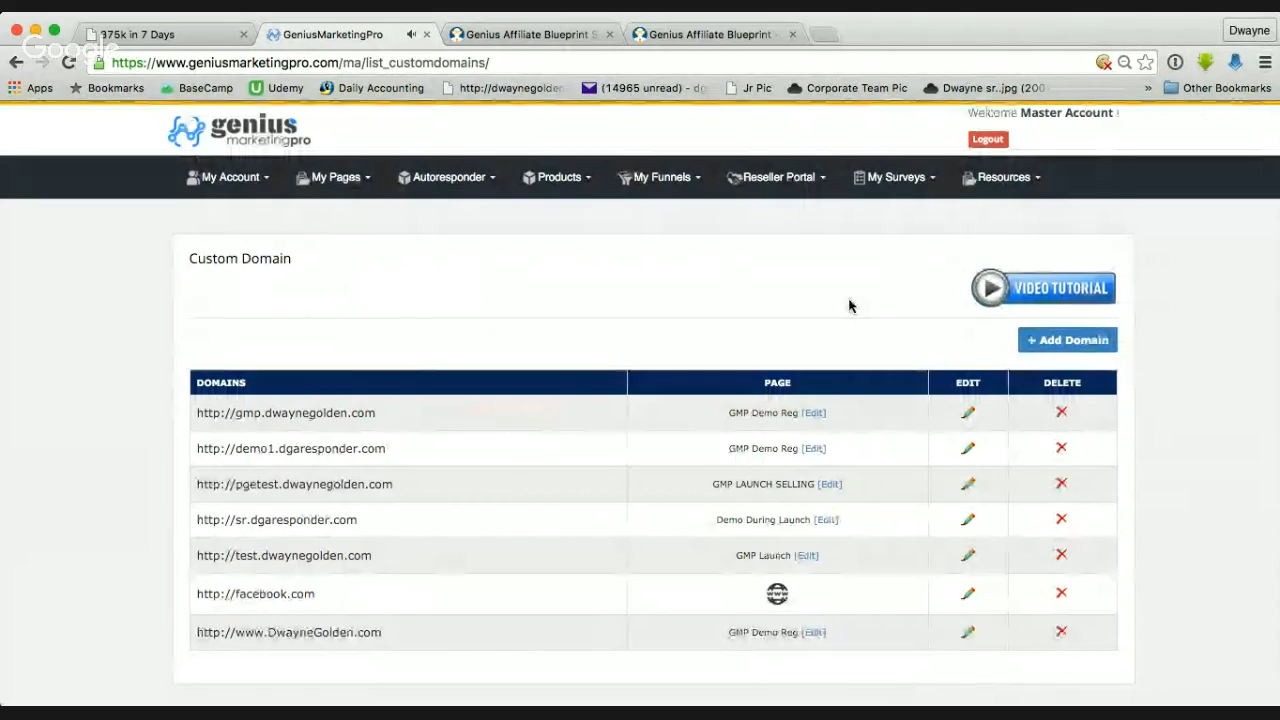 375k in 7 Days
GeniusMarketingPro
Genius Affiliate Blueprint S
Genius Affiliate Blueprint
Dwayne
Google
https://www.geniusmarketingpro.com/ma/list_customdomains/
Apps
Bookmarks
BaseCamp
Udemy
Daily Accounting
http://dwaynegolden.
(14965 unread) - dg
Jr Pic
Corporate Team Pic
Dwayne sr..jpg (200
»
Other Bookmarks
genius
marketingpro
Welcome Master Account !
Logout
My Account
My Pages
Autoresponder
Products
My Funnels
Reseller Portal
My Surveys
Resources
Custom Domain
VIDEO TUTORIAL
+ Add Domain
DOMAINS PAGE EDIT DELETE
http://gmp.dwaynegolden.com GMP Demo Reg [Edit]
http://demo1.dgaresponder.com GMP Demo Reg [Edit]
http://pgetest.dwaynegolden.com GMP LAUNCH SELLING [Edit]
http://sr.dgaresponder.com Demo During Launch [Edit]
http://test.dwaynegolden.com GMP Launch [Edit]
http://facebook.com www
http://www.DwayneGolden.com GMP Demo Reg [Edit]